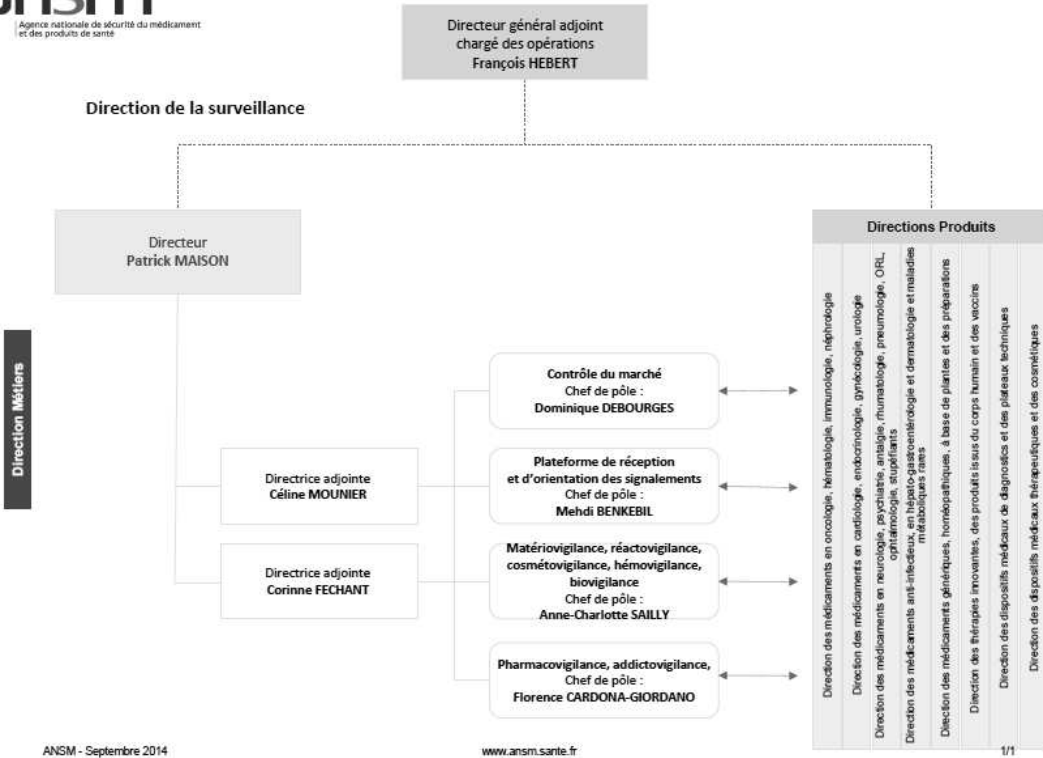 ansm
Agence nationale de sécurité du médicament
et des produits de santé
Directeur général adjoint
chargé des opérations
François HEBERT
Direction de la surveillance
Directeur
Patrick MAISON
Directions Produits
Direction Métiers
Contrôle du marché
Chef de pôle :
Dominique DEBOURGES
Directrice adjointe
Céline MOUNIER
Plateforme de réception
et d'orientation des signalements
Chef de pôle :
Mehdi BENKEBIL
Directrice adjointe
Corinne FECHANT
Matériovigilance, réactovigilance,
cosmétovigilance, hémovigilance,
biovigilance
Chef de pôle :
Anne-Charlotte SAILLY
Pharmacovigilance, addictovigilance,
Chef de pôle :
Florence CARDONA-GIORDANO
Direction des médicaments en oncologie, hématologie, immunologie, néphrologie
Direction des médicaments en cardiologie, endocrinologie, gynécologie, urologie
Direction des médicaments en neurologie, psychiatrie, antalgie, rhumatologie, pneumologie, ORL,
ophtalmologie, stupéfiants
Direction des médicaments anti-infectieux, en hépato-gastroentérologie et dermatologie et maladies
métaboliques rares
Direction des médicaments génériques, homéopathiques, à base de plantes et des préparations
Direction des thérapies innovantes, des produits issus du corps humain et des vaccins
Direction des dispositifs médicaux de diagnostics et des plateaux techniques
Direction des dispositifs médicaux thérapeutiques et des cosmétiques
ANSM - Septembre 2014
www.ansm.sante.fr
1/1